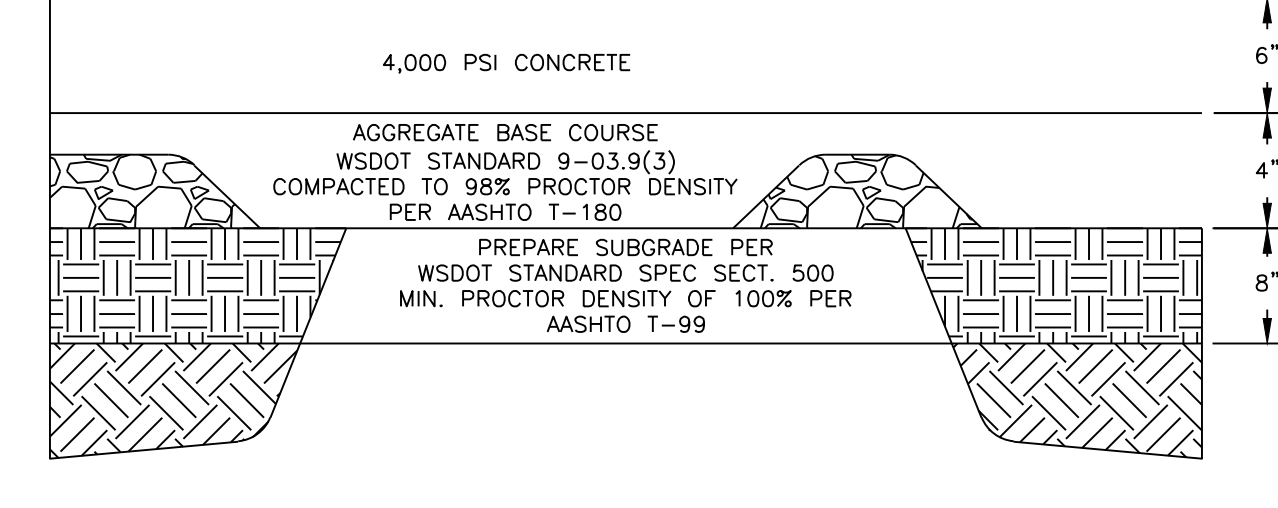 4,000 PSI CONCRETE
6"
AGGREGATE BASE COURSE
WSDOT STANDARD 9-03.9(3)
COMPACTED TO 98% PROCTOR DENSITY
PER AASHTO T-180
4"
PREPARE SUBGRADE PER
WSDOT STANDARD SPEC SECT. 500
MIN. PROCTOR DENSITY OF 100% PER
AASHTO T-99
8"